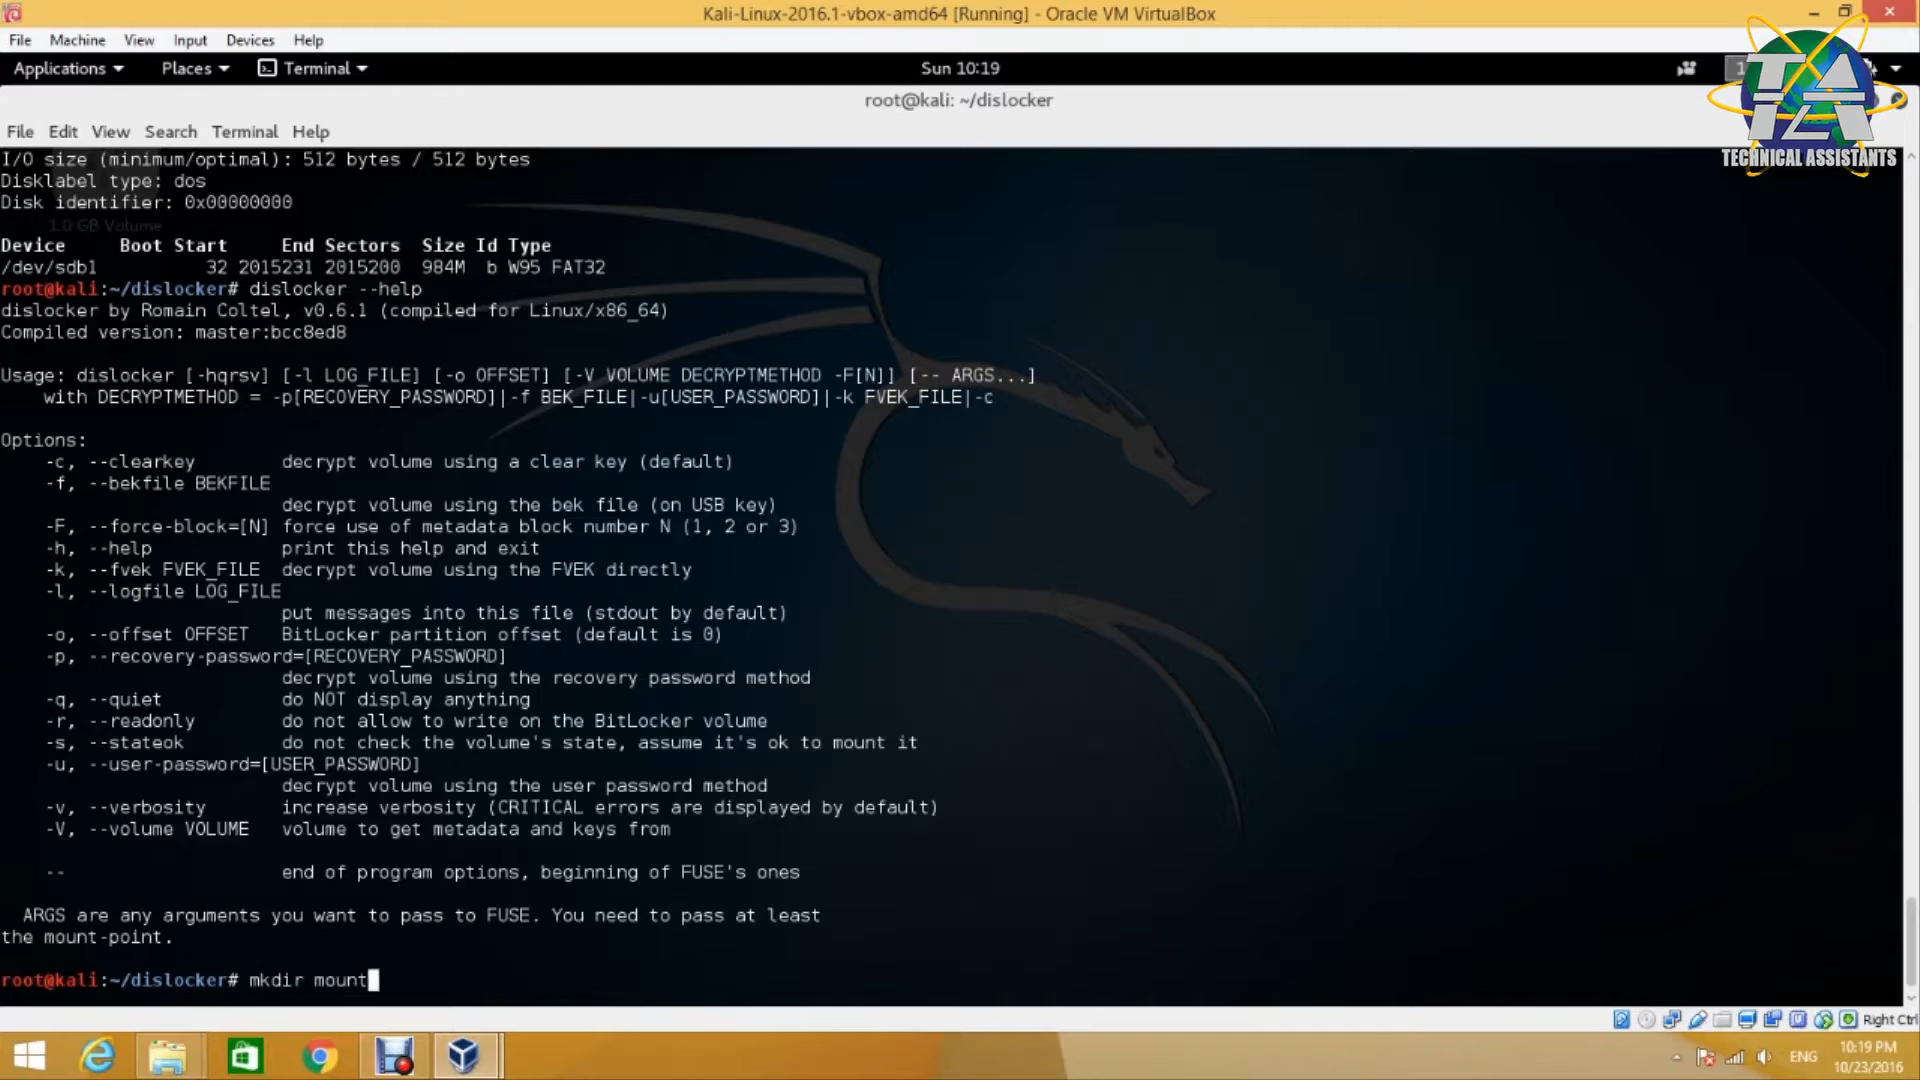 Kali-Linux-2016.1-vbox-amd64 [Running] - Oracle VM VirtualBox
File Machine View Input Devices Help
Applications Places Terminal Sun 10:19 1
root@kali: ~/dislocker
File Edit View Search Terminal Help
TA
TECHNICAL ASSISTANTS
I/O size (minimum/optimal): 512 bytes / 512 bytes
Disklabel type: dos
Disk identifier: 0x00000000
1.0 GB Volume
Device Boot Start End Sectors Size Id Type
/dev/sdb1 32 2015231 2015200 984M b W95 FAT32
root@kali:~/dislocker# dislocker --help
dislocker by Romain Coltel, v0.6.1 (compiled for Linux/x86_64)
Compiled version: master:bcc8ed8
Usage: dislocker [-hqrsv] [-l LOG_FILE] [-o OFFSET] [-V VOLUME DECRYPTMETHOD -F[N]] [-- ARGS...]
with DECRYPTMETHOD = -p[RECOVERY_PASSWORD]|-f BEK_FILE|-u[USER_PASSWORD]|-k FVEK_FILE|-c
Options:
-c, --clearkey decrypt volume using a clear key (default)
-f, --bekfile BEKFILE
decrypt volume using the bek file (on USB key)
-F, --force-block=[N] force use of metadata block number N (1, 2 or 3)
-h, --help print this help and exit
-k, --fvek FVEK_FILE decrypt volume using the FVEK directly
-l, --logfile LOG_FILE
put messages into this file (stdout by default)
-o, --offset OFFSET BitLocker partition offset (default is 0)
-p, --recovery-password=[RECOVERY_PASSWORD]
decrypt volume using the recovery password method
-q, --quiet do NOT display anything
-r, --readonly do not allow to write on the BitLocker volume
-s, --stateok do not check the volume's state, assume it's ok to mount it
-u, --user-password=[USER_PASSWORD]
decrypt volume using the user password method
-v, --verbosity increase verbosity (CRITICAL errors are displayed by default)
-V, --volume VOLUME volume to get metadata and keys from
-- end of program options, beginning of FUSE's ones
ARGS are any arguments you want to pass to FUSE. You need to pass at least
the mount-point.
root@kali:~/dislocker# mkdir mount
Right Ctrl
ENG
10:19 PM
10/23/2016